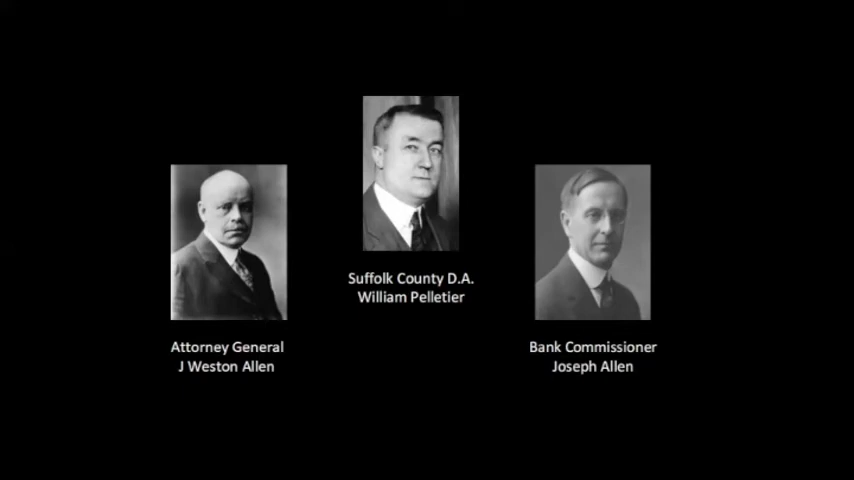 Suffolk County D.A.
William Pelletier
Attorney General
J Weston Allen
Bank Commissioner
Joseph Allen